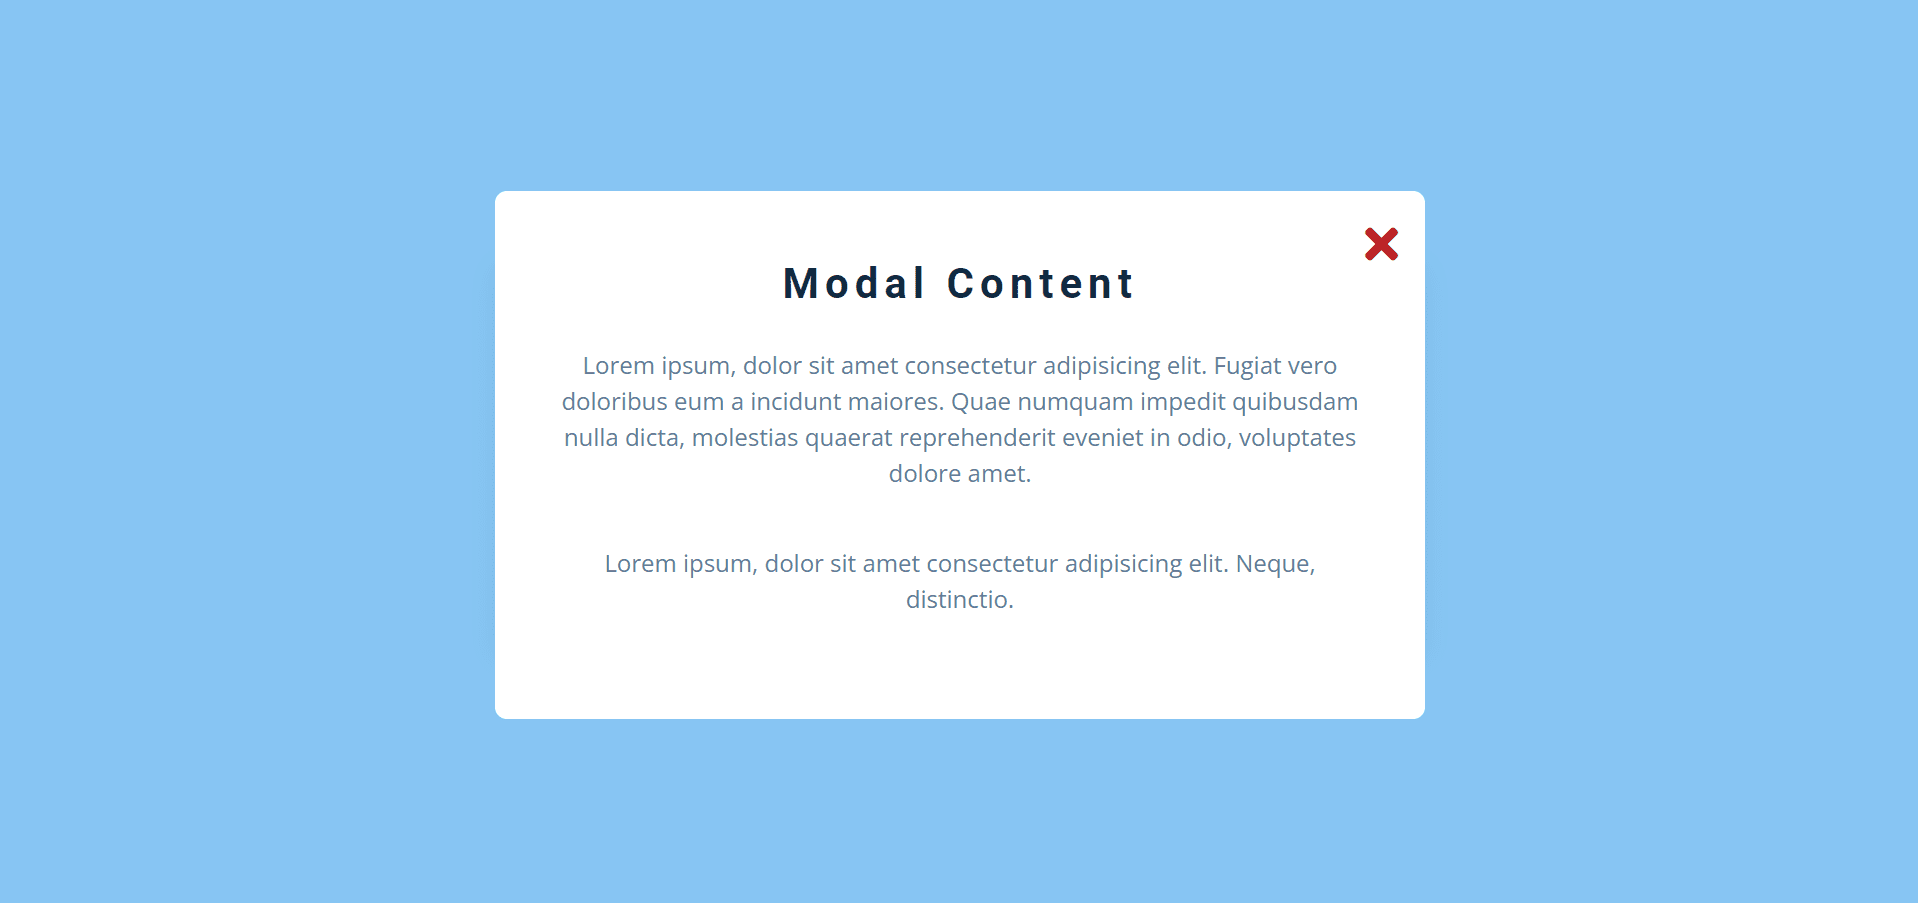 Modal Content
Lorem ipsum, dolor sit amet consectetur adipisicing elit. Fugiat vero
doloribus eum a incidunt maiores. Quae numquam impedit quibusdam
nulla dicta, molestias quaerat reprehenderit eveniet in odio, voluptates
dolore amet.
Lorem ipsum, dolor sit amet consectetur adipisicing elit. Neque,
distinctio.